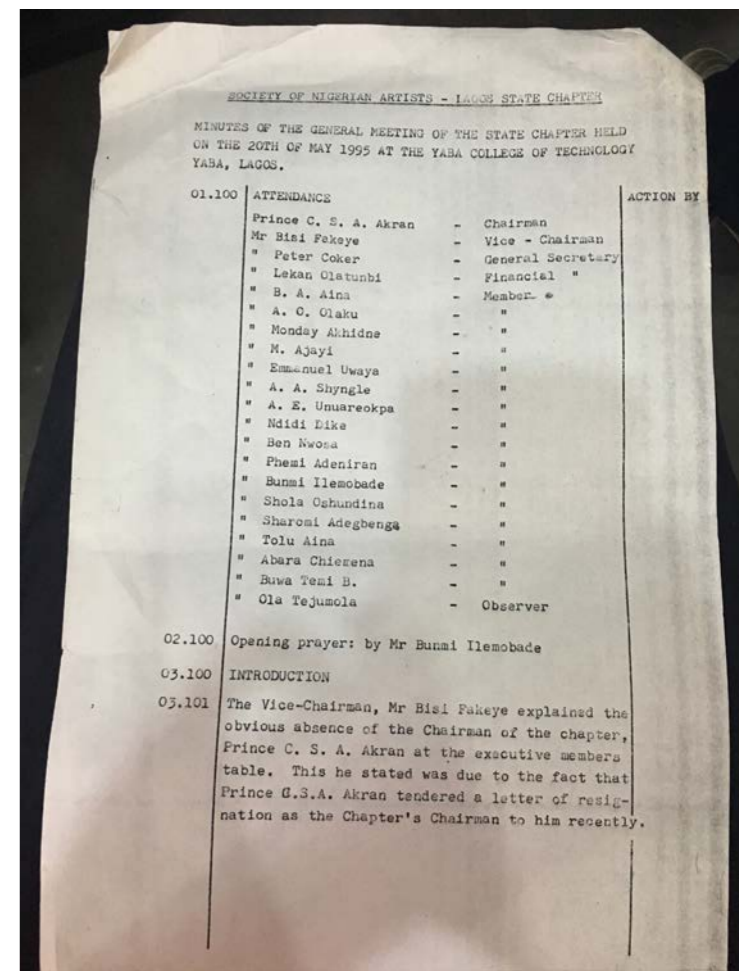 SOCIETY OF NIGERIAN ARTISTS - LAGOS STATE CHAPTER
MINUTES OF THE GENERAL MEETING OF THE STATE CHAPTER HELD
ON THE 20TH OF MAY 1995 AT THE YABA COLLEGE OF TECHNOLOGY
YABA, LAGOS.
01.100 ATTENDANCE ACTION BY
Prince C. S. A. Akran - Chairman
Mr Bisi Fakeye - Vice - Chairman
" Peter Coker - General Secretary
" Lekan Olatunbi - Financial "
" B. A. Aina - Member
" A. O. Olaku - "
" Monday Akhidne - "
" M. Ajayi - "
" Emmanuel Uwaya - "
" A. A. Shyngle - "
" A. E. Unuareokpa - "
" Ndidi Dike - "
" Ben Nwosa - "
" Phemi Adeniran - "
" Bunmi Ilemobade - "
" Shola Oshundina - "
" Sharomi Adegbenga - "
" Tolu Aina - "
" Abara Chiemena - "
" Buwa Temi B. - "
" Ola Tejumola - Observer
02.100 Opening prayer: by Mr Bunmi Ilemobade
03.100 INTRODUCTION
03.101 The Vice-Chairman, Mr Bisi Fakeye explained the
obvious absence of the Chairman of the chapter,
Prince C. S. A. Akran at the executive members
table. This he stated was due to the fact that
Prince C.S.A. Akran tendered a letter of resig-
nation as the Chapter's Chairman to him recently.